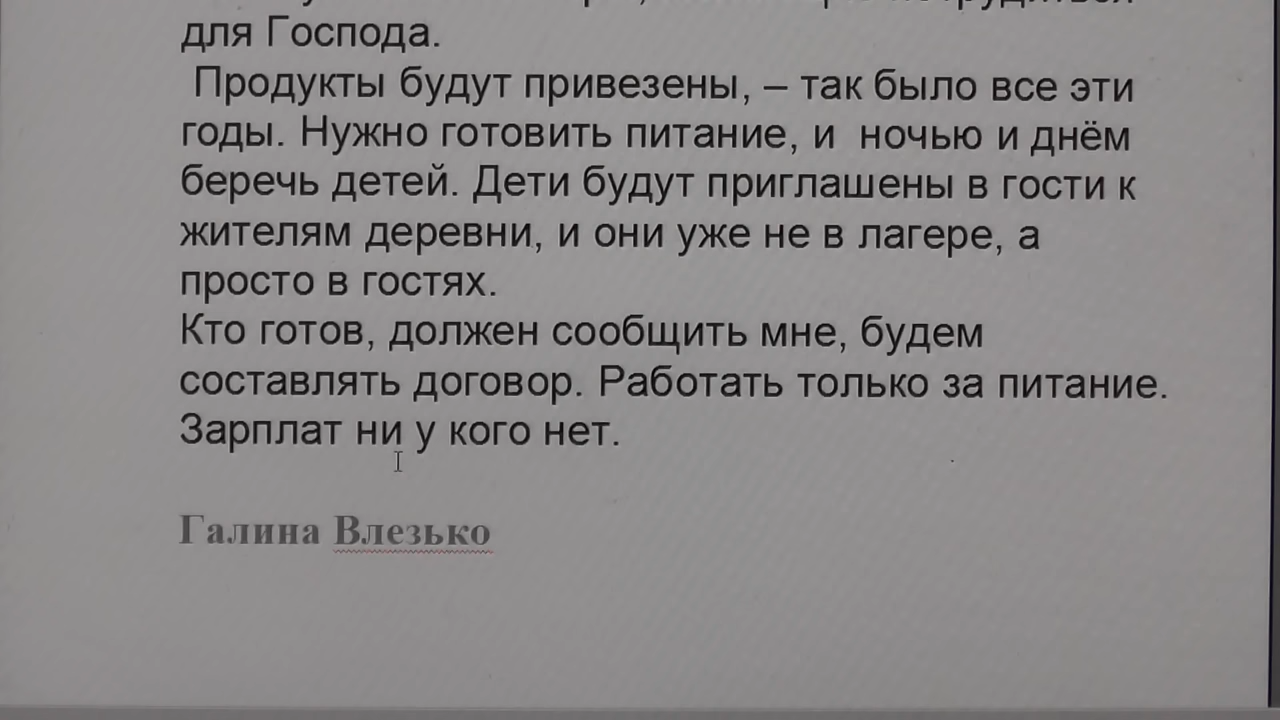 для Господа.
Продукты будут привезены, – так было все эти
годы. Нужно готовить питание, и  ночью и днём
беречь детей. Дети будут приглашены в гости к
жителям деревни, и они уже не в лагере, а
просто в гостях.
Кто готов, должен сообщить мне, будем
составлять договор. Работать только за питание.
Зарплат ни у кого нет.
Галина Влезько